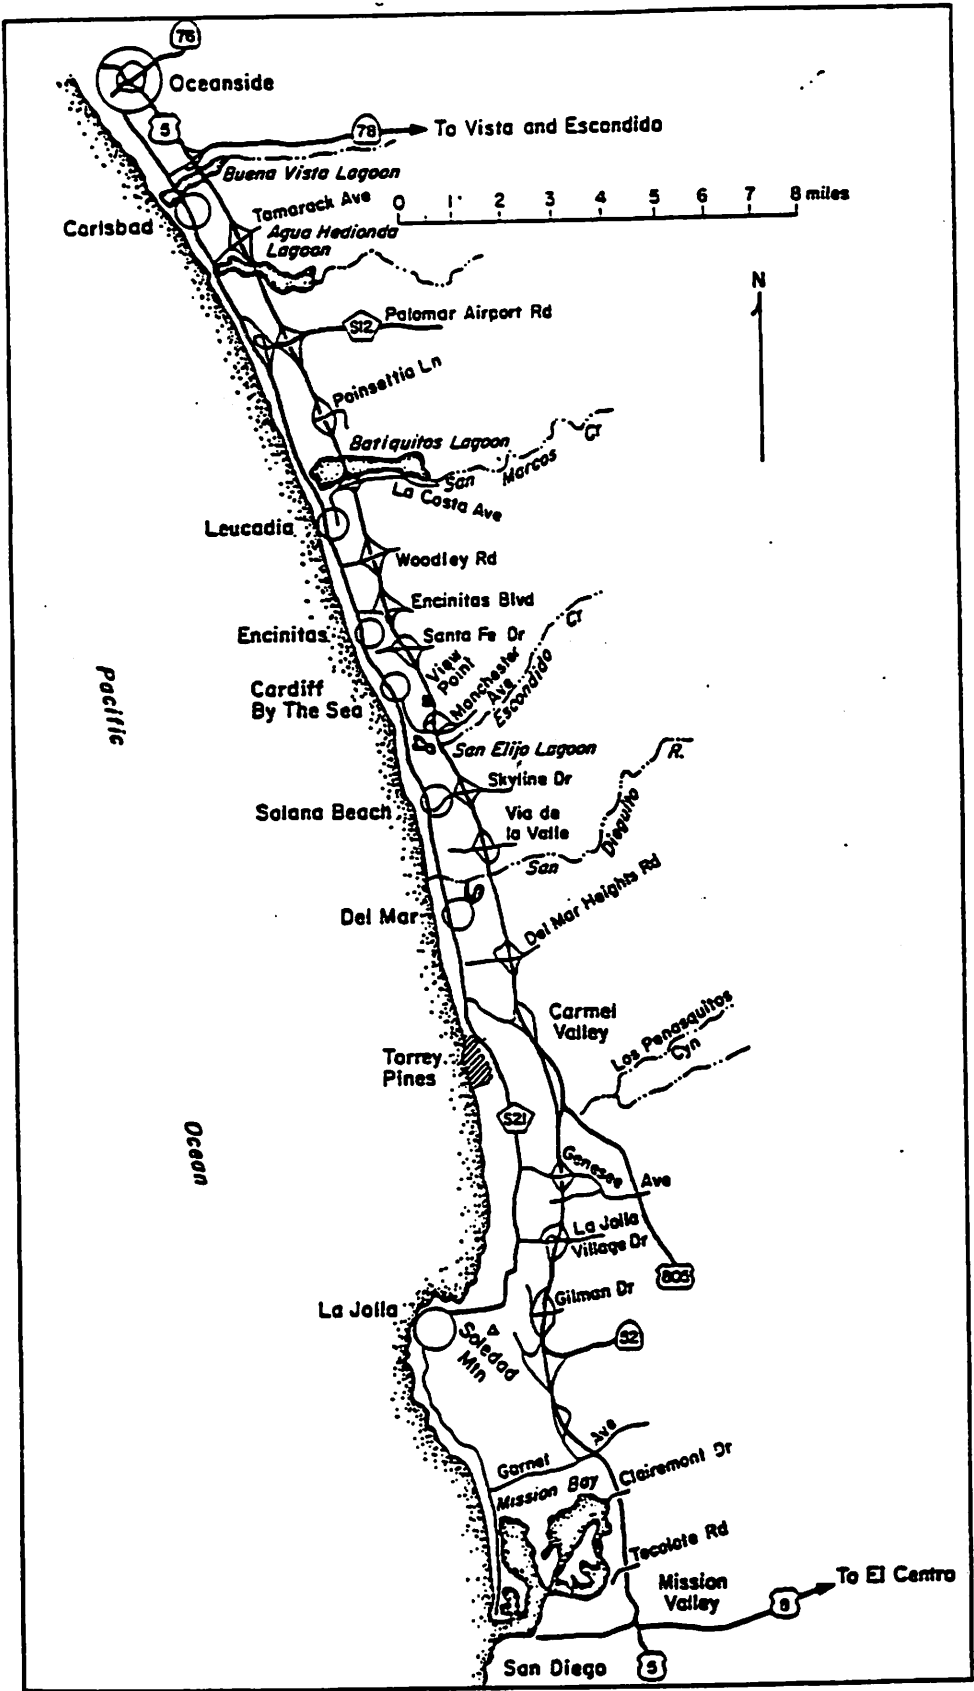 76
Oceanside
5
78
To Vista and Escondido
Buena Vista Lagoon
Tamarack Ave
0 1 2 3 4 5 6 7 8 miles
Carlsbad
Agua Hedionda
Lagoon
N
S12
Palomar Airport Rd
Poinsettia Ln
Batiquitos Lagoon
San Marcos Cr
La Costa Ave
Leucadia
Woodley Rd
Encinitas Blvd
Encinitas
Santa Fe Dr
View
Point
Manchester
Ave
Escondido Cr
Cardiff
By The Sea
San Elijo Lagoon
Pacific
Skyline Dr
Solana Beach
Via de
la Valle
San Dieguito R.
Del Mar
Del Mar Heights Rd
Carmel
Valley
Los Penasquitos
Cyn
Torrey
Pines
S21
Ocean
Genesee Ave
La Jolla
Village Dr
805
Gilman Dr
La Jolla
Soledad
Mtn
52
Garnet Ave
Mission Bay
Clairemont Dr
Tecolate Rd
Mission
Valley
8
To El Centro
San Diego
5